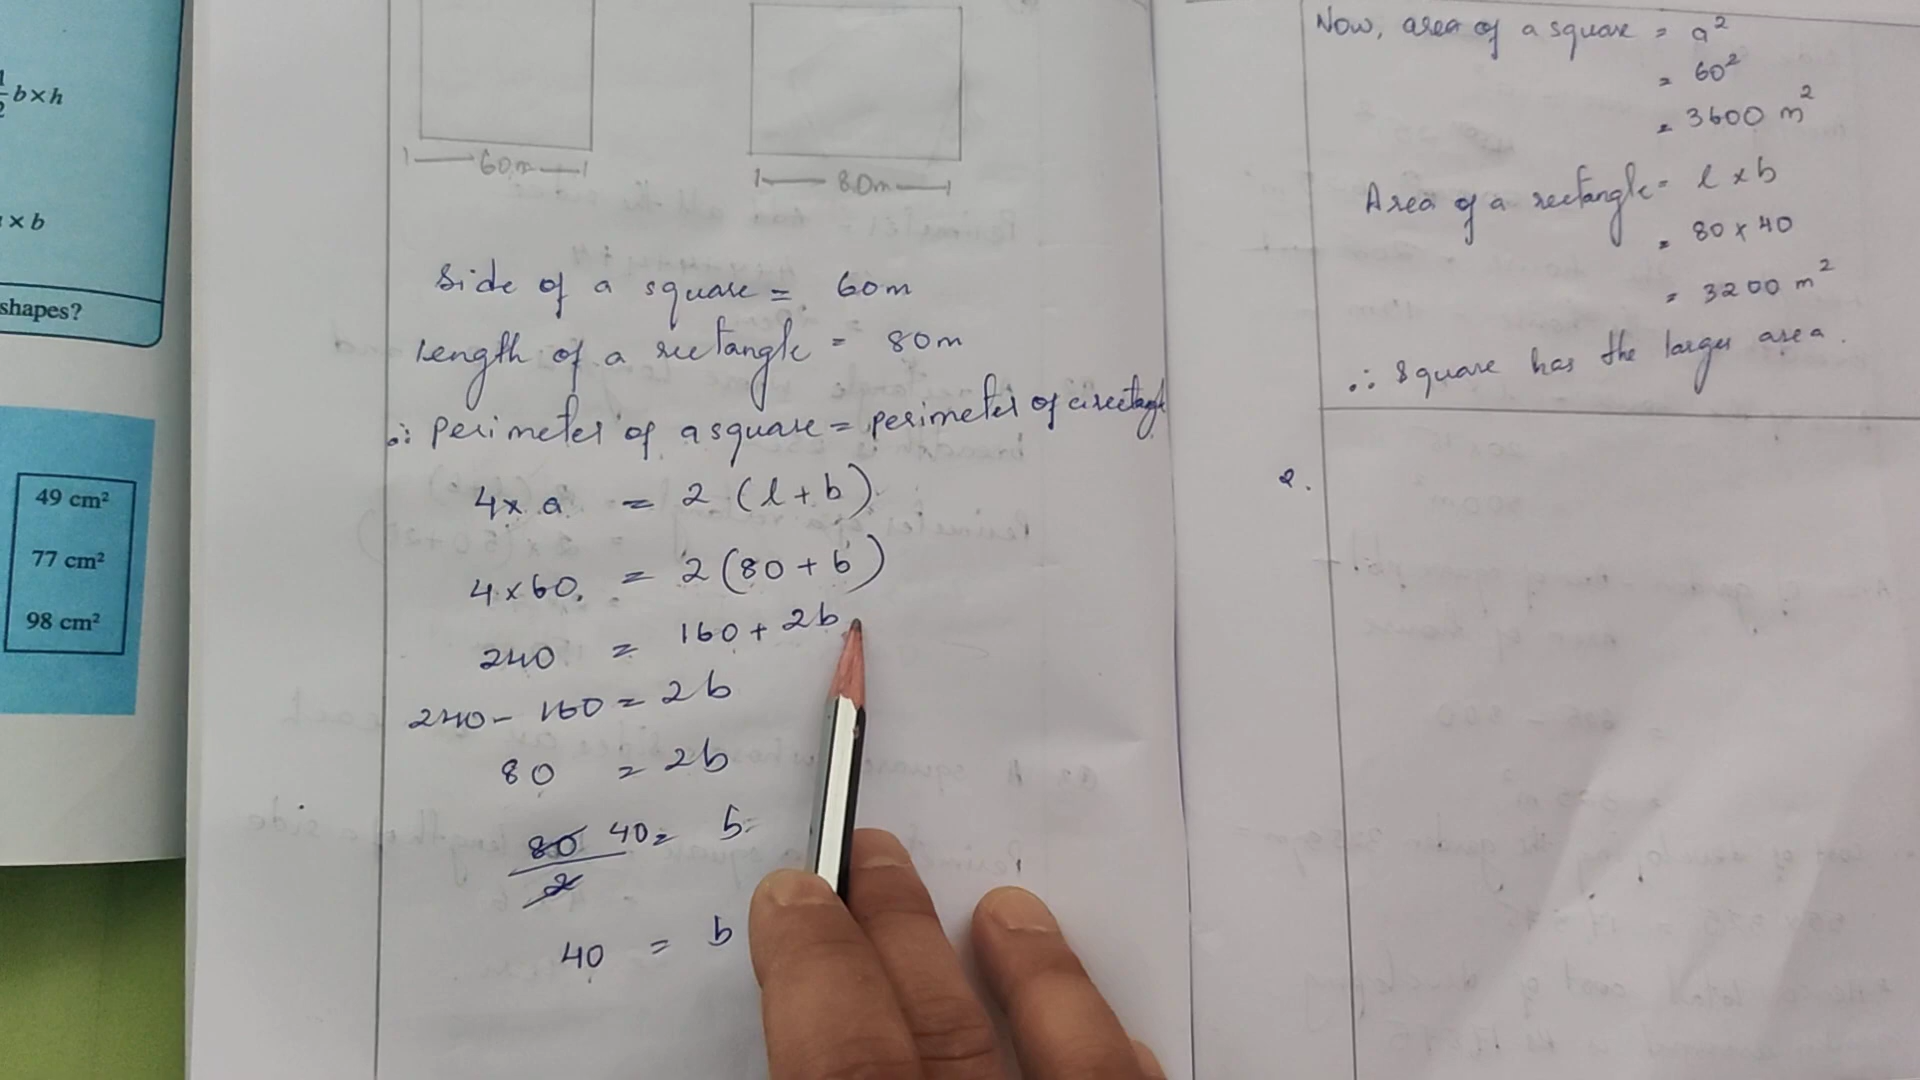 1/2 b × h
× b
shapes?
49 cm²
77 cm²
98 cm²
60m
80m
Side of a square = 60m
Length of a rectangle = 80m
∴ Perimeter of a square = perimeter of a rectangle
4 × a = 2 (l + b)
4 × 60 = 2 (80 + b)
240 = 160 + 2b
240 - 160 = 2b
80 = 2b
80/2 40 = b
40 = b
Now, area of a square = a²
= 60²
= 3600 m²
Area of a rectangle = l × b
= 80 × 40
= 3200 m²
∴ Square has the larger area.
2.